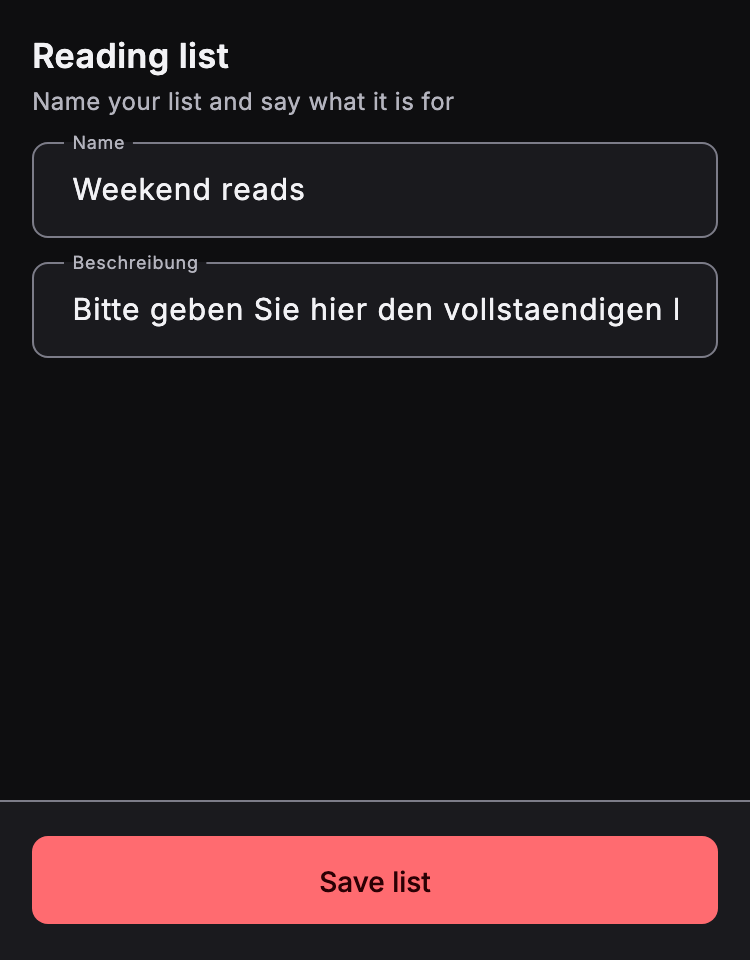 Reading list
Name your list and say what it is for
Name
Weekend reads
Beschreibung
Bitte geben Sie hier den vollstaendigen
Save list